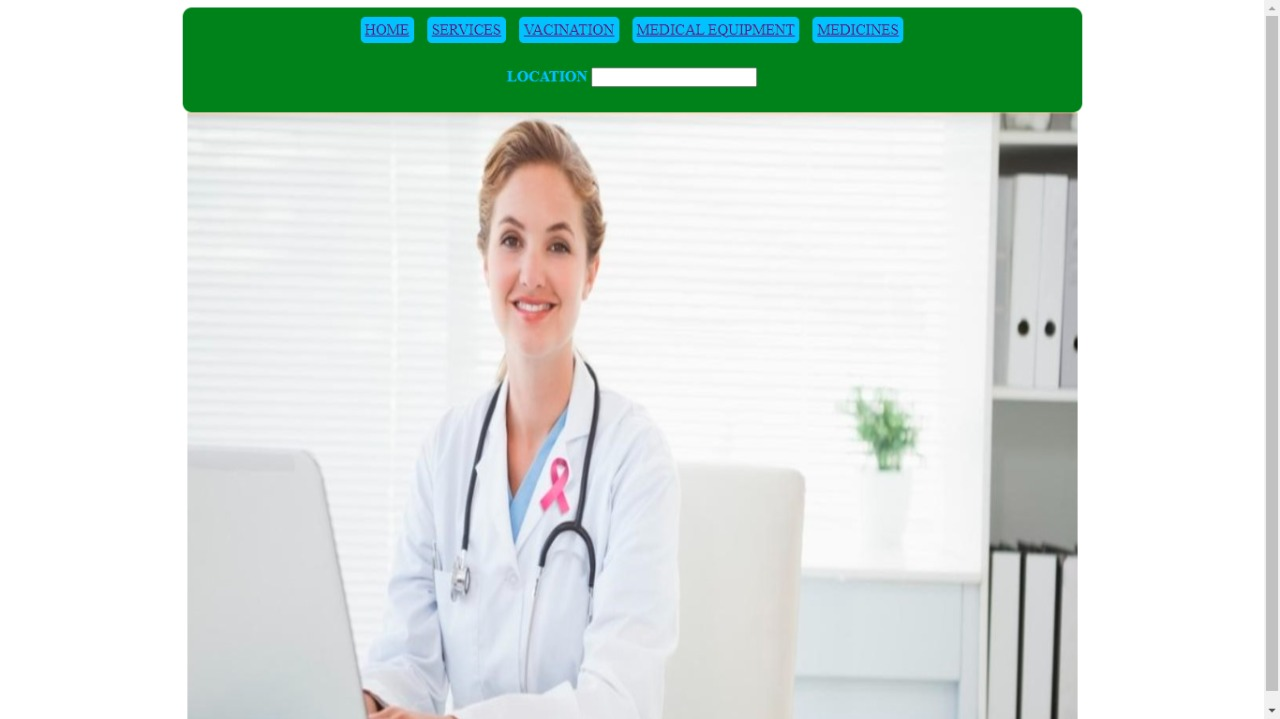 HOME SERVICES VACINATION MEDICAL EQUIPMENT MEDICINES
LOCATION